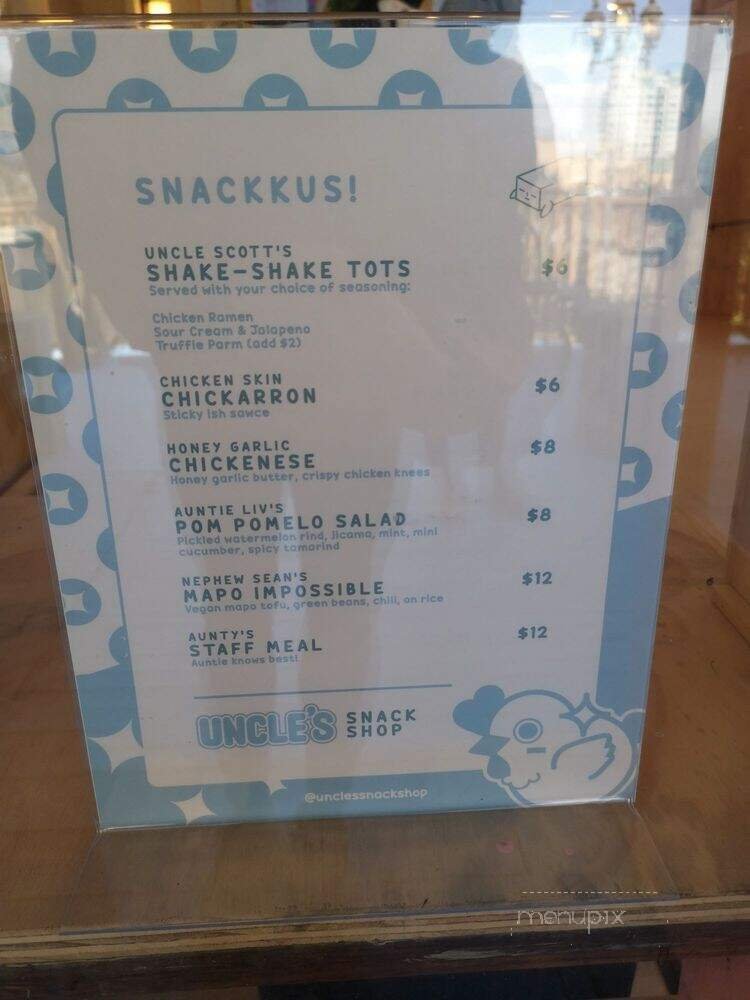 SNACKKUS!
UNCLE SCOTT'S
SHAKE-SHAKE TOTS $6
Served with your choice of seasoning:
Chicken Ramen
Sour Cream & Jalapeno
Truffle Parm (add $2)
CHICKEN SKIN
CHICKARRON $6
Sticky ish sawce
HONEY GARLIC
CHICKENESE $8
Honey garlic butter, crispy chicken knees
AUNTIE LIV'S
POM POMELO SALAD $8
Pickled watermelon rind, jicama, mint, mini
cucumber, spicy tamarind
NEPHEW SEAN'S
MAPO IMPOSSIBLE $12
Vegan mapo tofu, green beans, chili, on rice
AUNTY'S
STAFF MEAL $12
Auntie knows best!
UNCLE'S SNACK
SHOP
@unclessnackshop
menupix